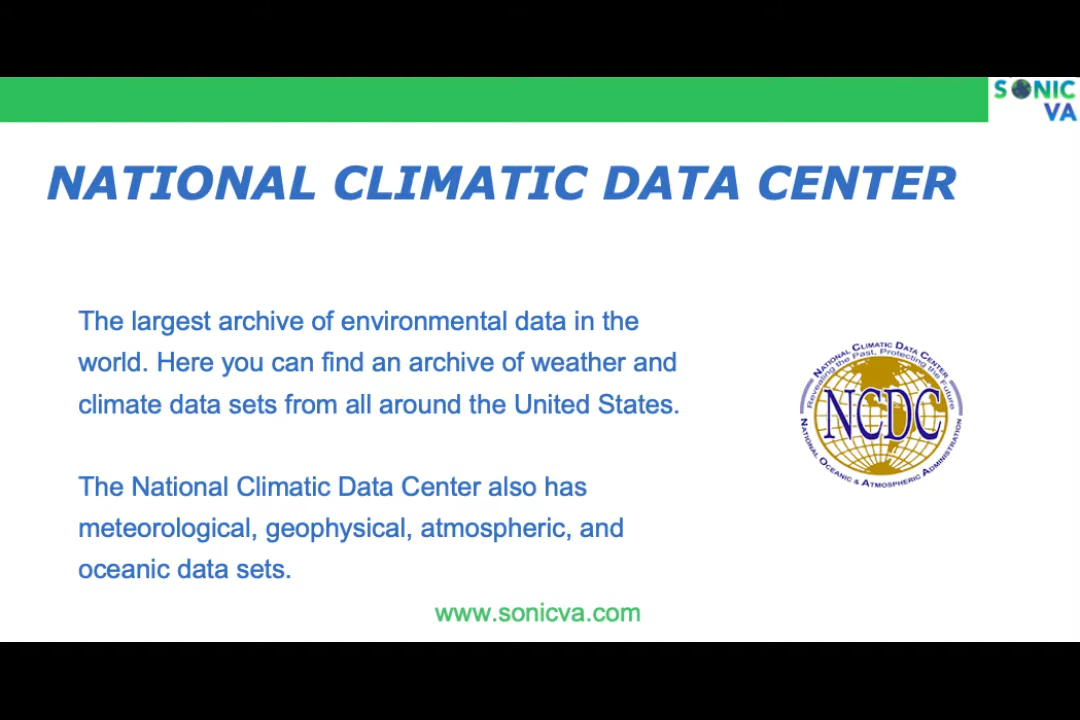 SONIC
VA
NATIONAL CLIMATIC DATA CENTER
The largest archive of environmental data in the
world. Here you can find an archive of weather and
climate data sets from all around the United States.
NATIONAL CLIMATIC DATA CENTER
Revealing the Past, Protecting the Future
NCDC
NATIONAL OCEANIC & ATMOSPHERIC ADMINISTRATION
The National Climatic Data Center also has
meteorological, geophysical, atmospheric, and
oceanic data sets.
www.sonicva.com